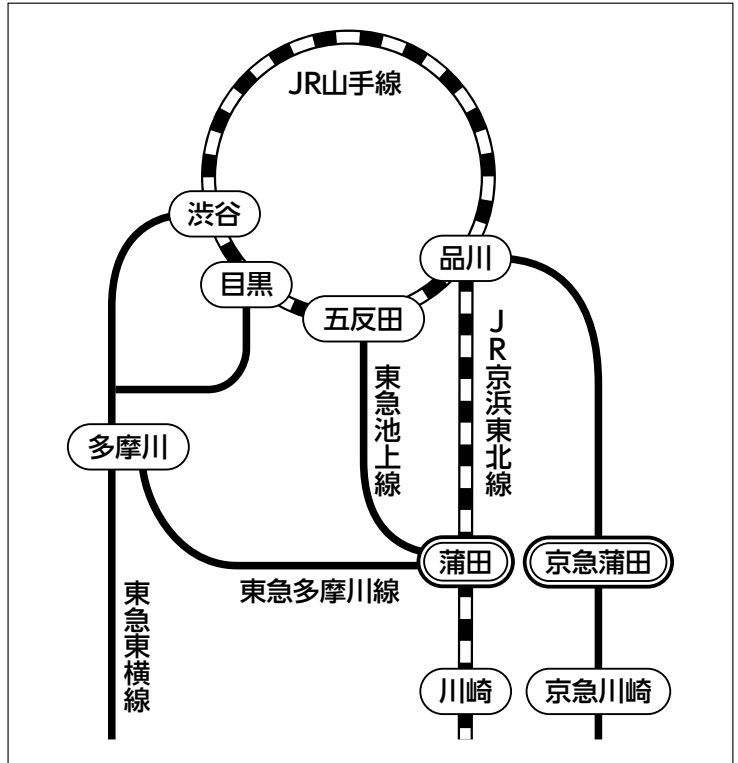 JR山手線
渋谷
品川
目黒
五反田
JR京浜東北線
東急池上線
多摩川
蒲田
京急蒲田
東急多摩川線
東急東横線
川崎
京急川崎